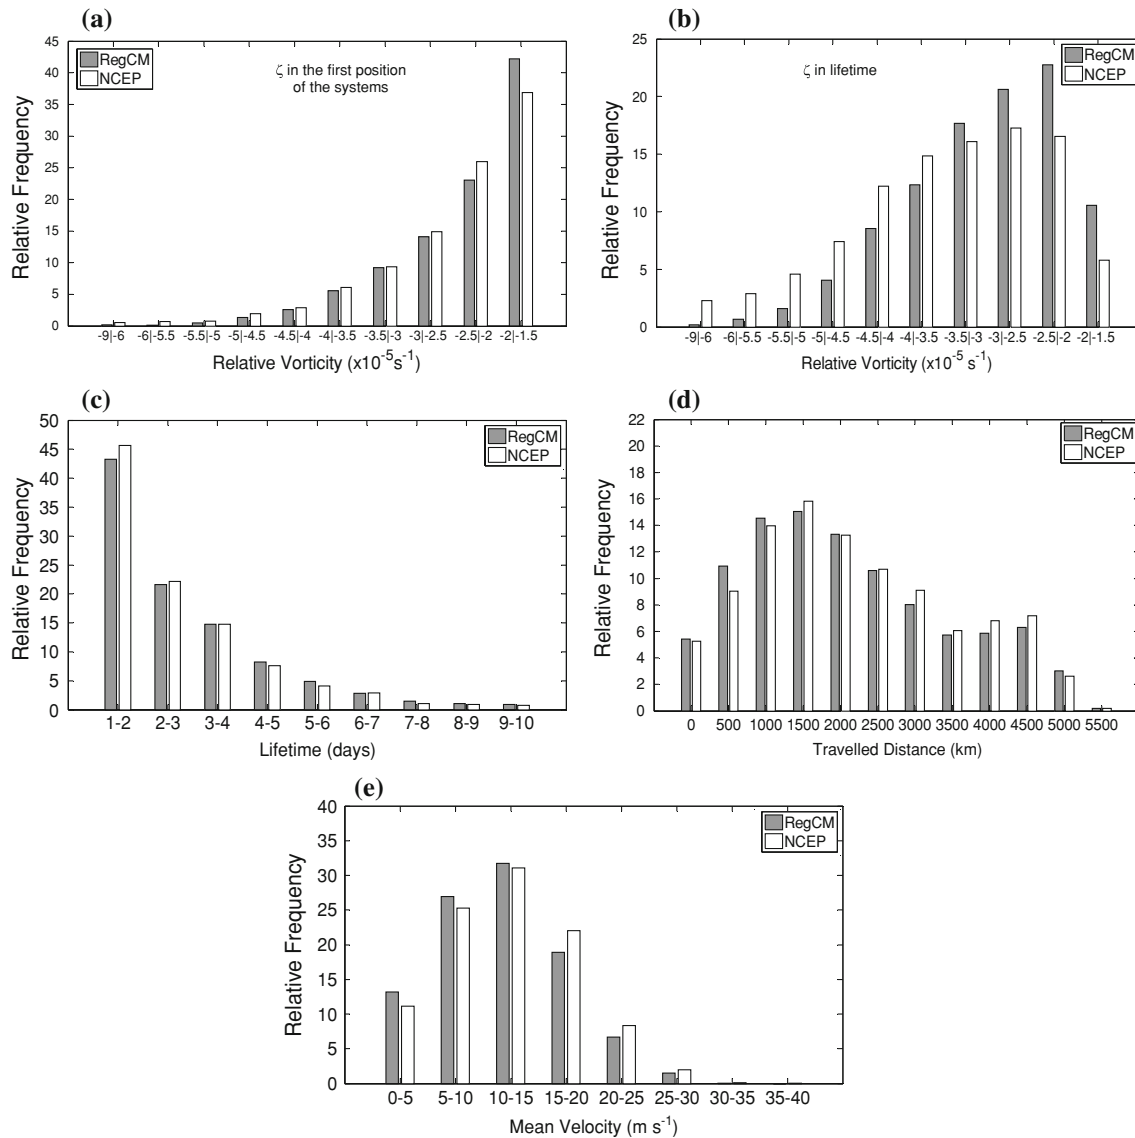 (a)
45
40
35
30
25
20
15
10
5
0
Relative Frequency
RegCM
NCEP
ζ in the first position
of the systems
-9|-6 -6|-5.5 -5.5|-5 -5|-4.5 -4.5|-4 -4|-3.5 -3.5|-3 -3|-2.5 -2.5|-2 -2|-1.5
Relative Vorticity (x10-5s-1)
(b)
25
20
15
10
5
0
Relative Frequency
ζ in lifetime
RegCM
NCEP
-9|-6 -6|-5.5 -5.5|-5 -5|-4.5 -4.5|-4 -4|-3.5 -3.5|-3 -3|-2.5 -2.5|-2 -2|-1.5
Relative Vorticity (x10-5 s-1)
(c)
50
45
40
35
30
25
20
15
10
5
0
Relative Frequency
RegCM
NCEP
1-2 2-3 3-4 4-5 5-6 6-7 7-8 8-9 9-10
Lifetime (days)
(d)
22
20
18
16
14
12
10
8
6
4
2
0
Relative Frequency
RegCM
NCEP
0 500 1000 1500 2000 2500 3000 3500 4000 4500 5000 5500
Travelled Distance (km)
(e)
40
35
30
25
20
15
10
5
0
Relative Frequency
RegCM
NCEP
0-5 5-10 10-15 15-20 20-25 25-30 30-35 35-40
Mean Velocity (m s-1)